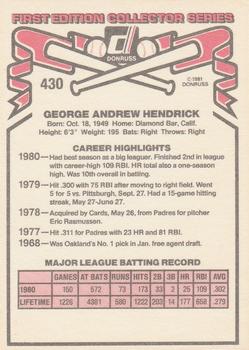 FIRST EDITION COLLECTOR SERIES
DONRUSS
430
© 1981
DONRUSS
GEORGE ANDREW HENDRICK
Born: Oct. 18, 1949 Home: Diamond Bar, Calif.
Height: 6'3" Weight: 195 Bats: Right Throws: Right
CAREER HIGHLIGHTS
1980—Had best season as a big leaguer. Finished 2nd in league
with career-high 109 RBI. HR total also a one-season
high. Was 10th overall in batting.
1979—Hit .300 with 75 RBI after moving to right field. Went
5 for 5 vs. Pittsburgh, Sept. 27. Had a 15-game hitting
streak, May 27-June 27.
1978—Acquired by Cards, May 26, from Padres for pitcher
Eric Rasmussen.
1977—Hit .311 for Padres with 23 HR and 81 RBI.
1968—Was Oakland's No. 1 pick in Jan. free agent draft.
MAJOR LEAGUE BATTING RECORD
GAMES AT BATS RUNS HITS 2B 3B HR RBI AVG
1980 150 572 73 173 33 2 25 109 .302
LIFETIME 1226 4381 580 1222 209 24 177 658 .279